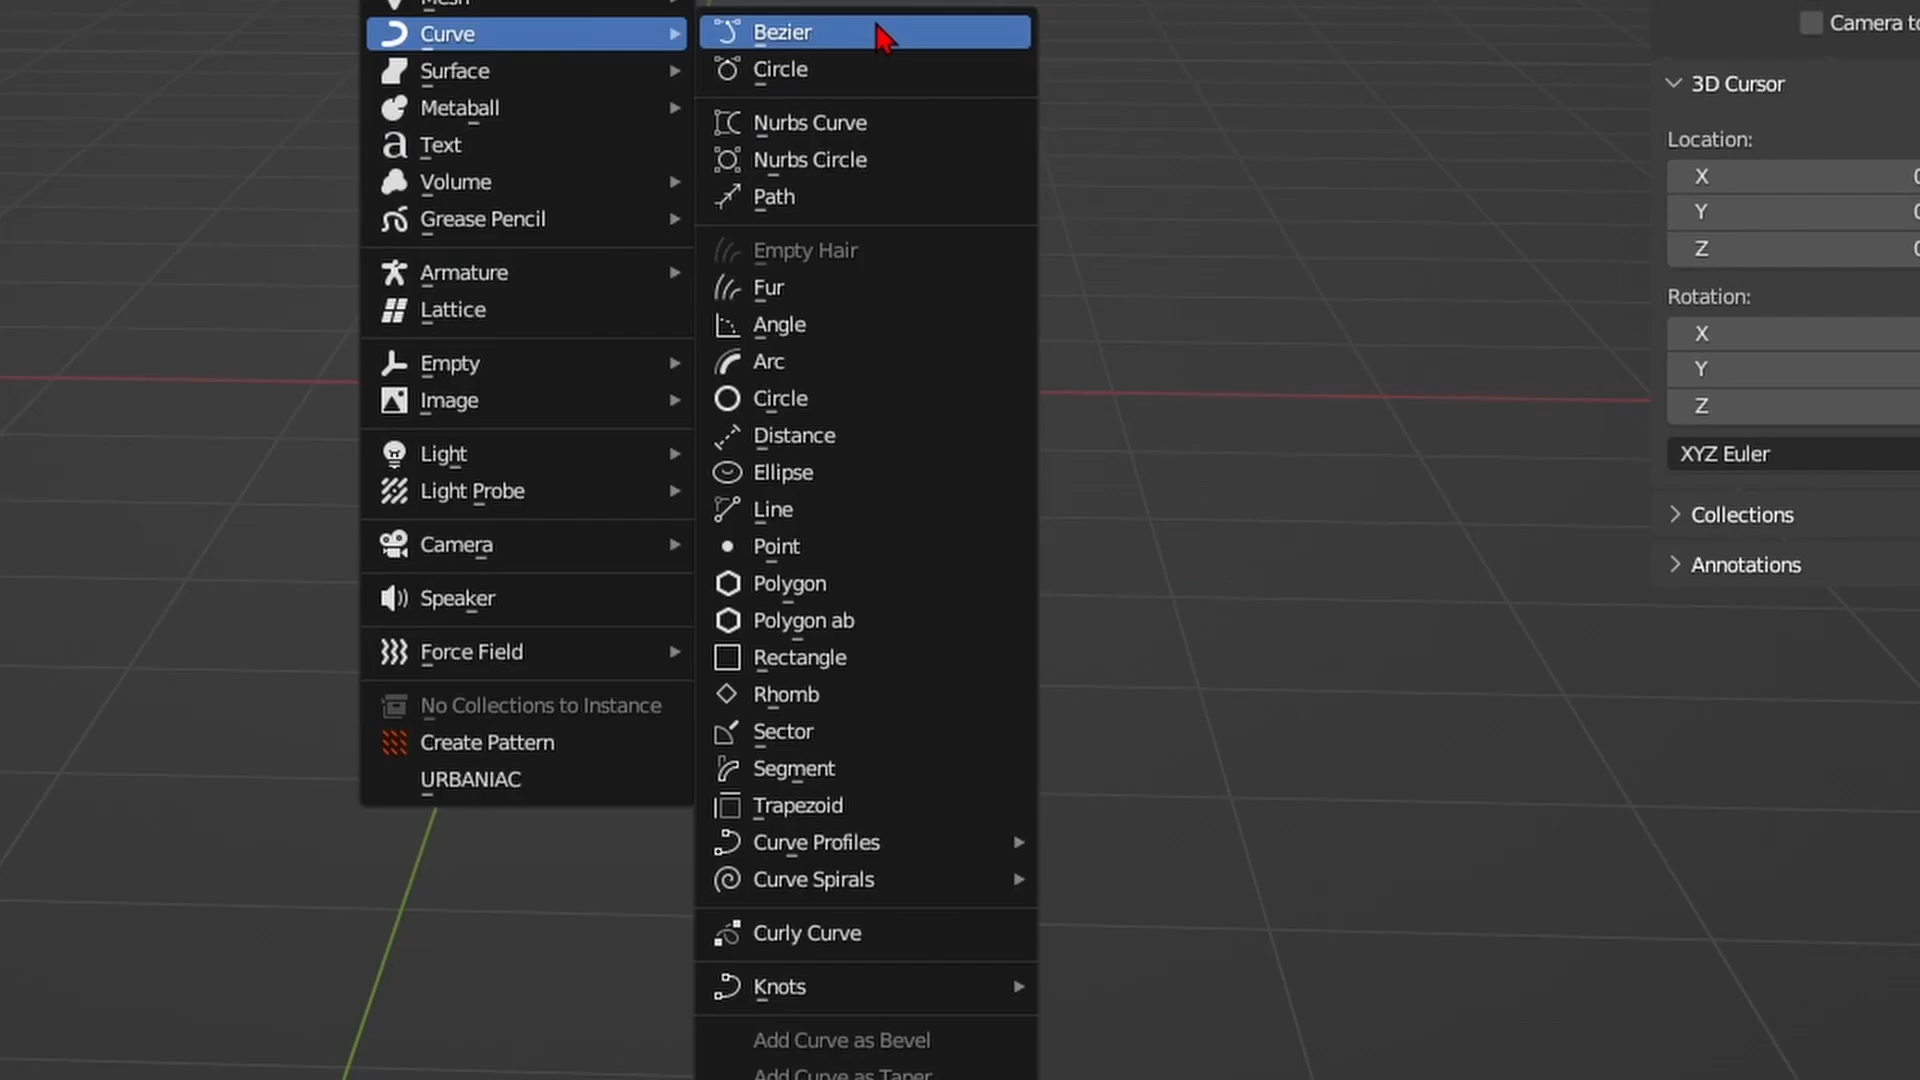 Mesh
Curve
Surface
Metaball
Text
Volume
Grease Pencil
Armature
Lattice
Empty
Image
Light
Light Probe
Camera
Speaker
Force Field
No Collections to Instance
Create Pattern
URBANIAC
Bezier
Circle
Nurbs Curve
Nurbs Circle
Path
Empty Hair
Fur
Angle
Arc
Circle
Distance
Ellipse
Line
Point
Polygon
Polygon ab
Rectangle
Rhomb
Sector
Segment
Trapezoid
Curve Profiles
Curve Spirals
Curly Curve
Knots
Add Curve as Bevel
Add Curve as Taper
Camera to
3D Cursor
Location:
X
Y
Z
Rotation:
X
Y
Z
XYZ Euler
Collections
Annotations